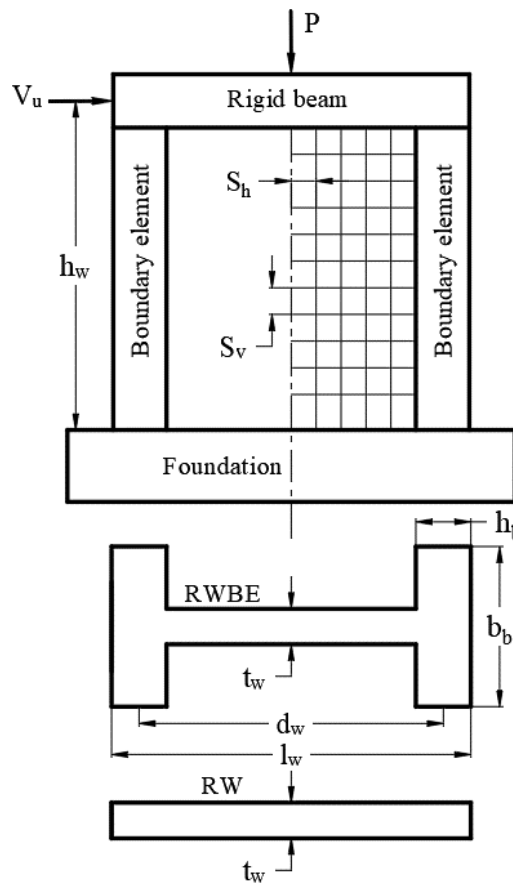 P
Vu
Rigid beam
Boundary element
Sh
Boundary element
hw
Sv
Foundation
RWBE
bb
tw
dw
lw
RW
tw